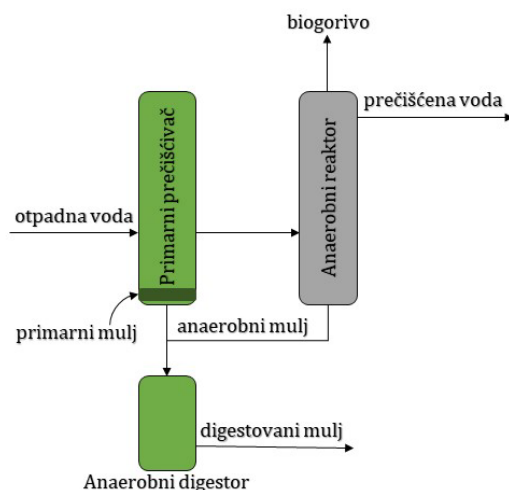 biogorivo
prečišćena voda
Primarni prečišćivač
Anaerobni reaktor
otpadna voda
primarni mulj
anaerobni mulj
digestovani mulj
Anaerobni digestor